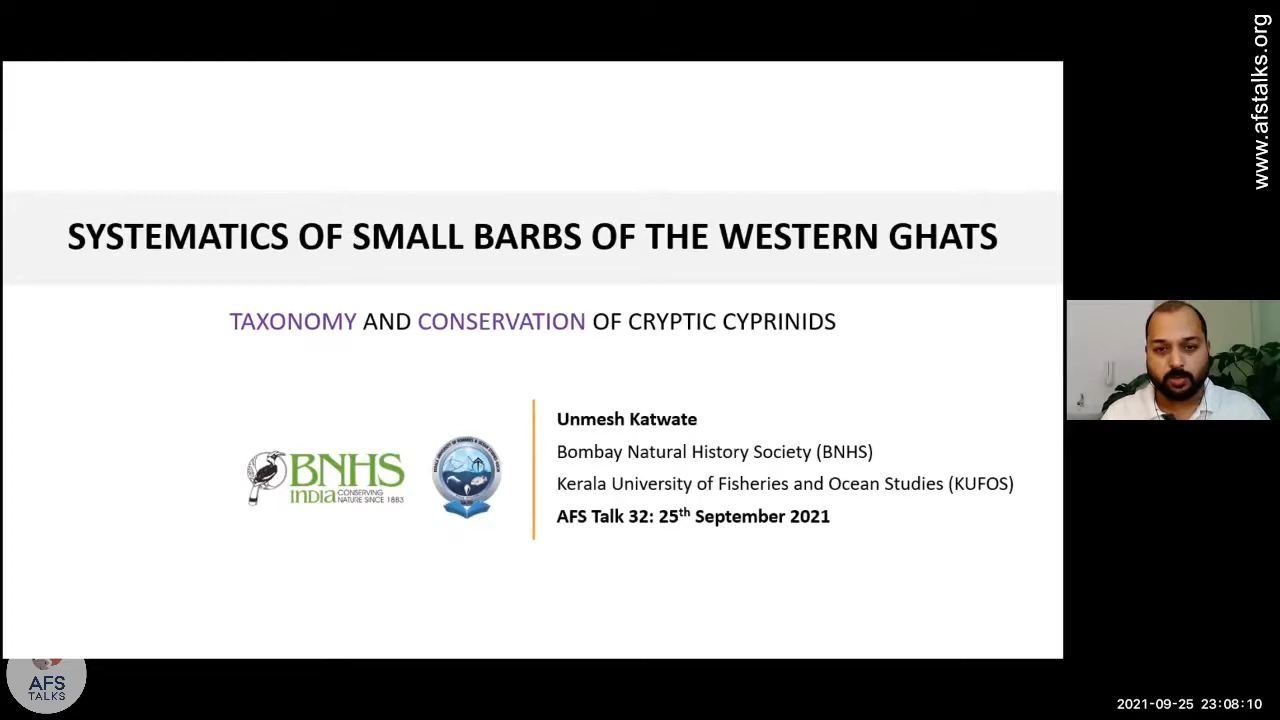 www.afstalks.org
SYSTEMATICS OF SMALL BARBS OF THE WESTERN GHATS
TAXONOMY AND CONSERVATION OF CRYPTIC CYPRINIDS
BNHS
INDIA
CONSERVING
NATURE SINCE 1883
Unmesh Katwate
Bombay Natural History Society (BNHS)
Kerala University of Fisheries and Ocean Studies (KUFOS)
AFS Talk 32: 25th September 2021
AFS
TALKS
2021-09-25 23:08:10